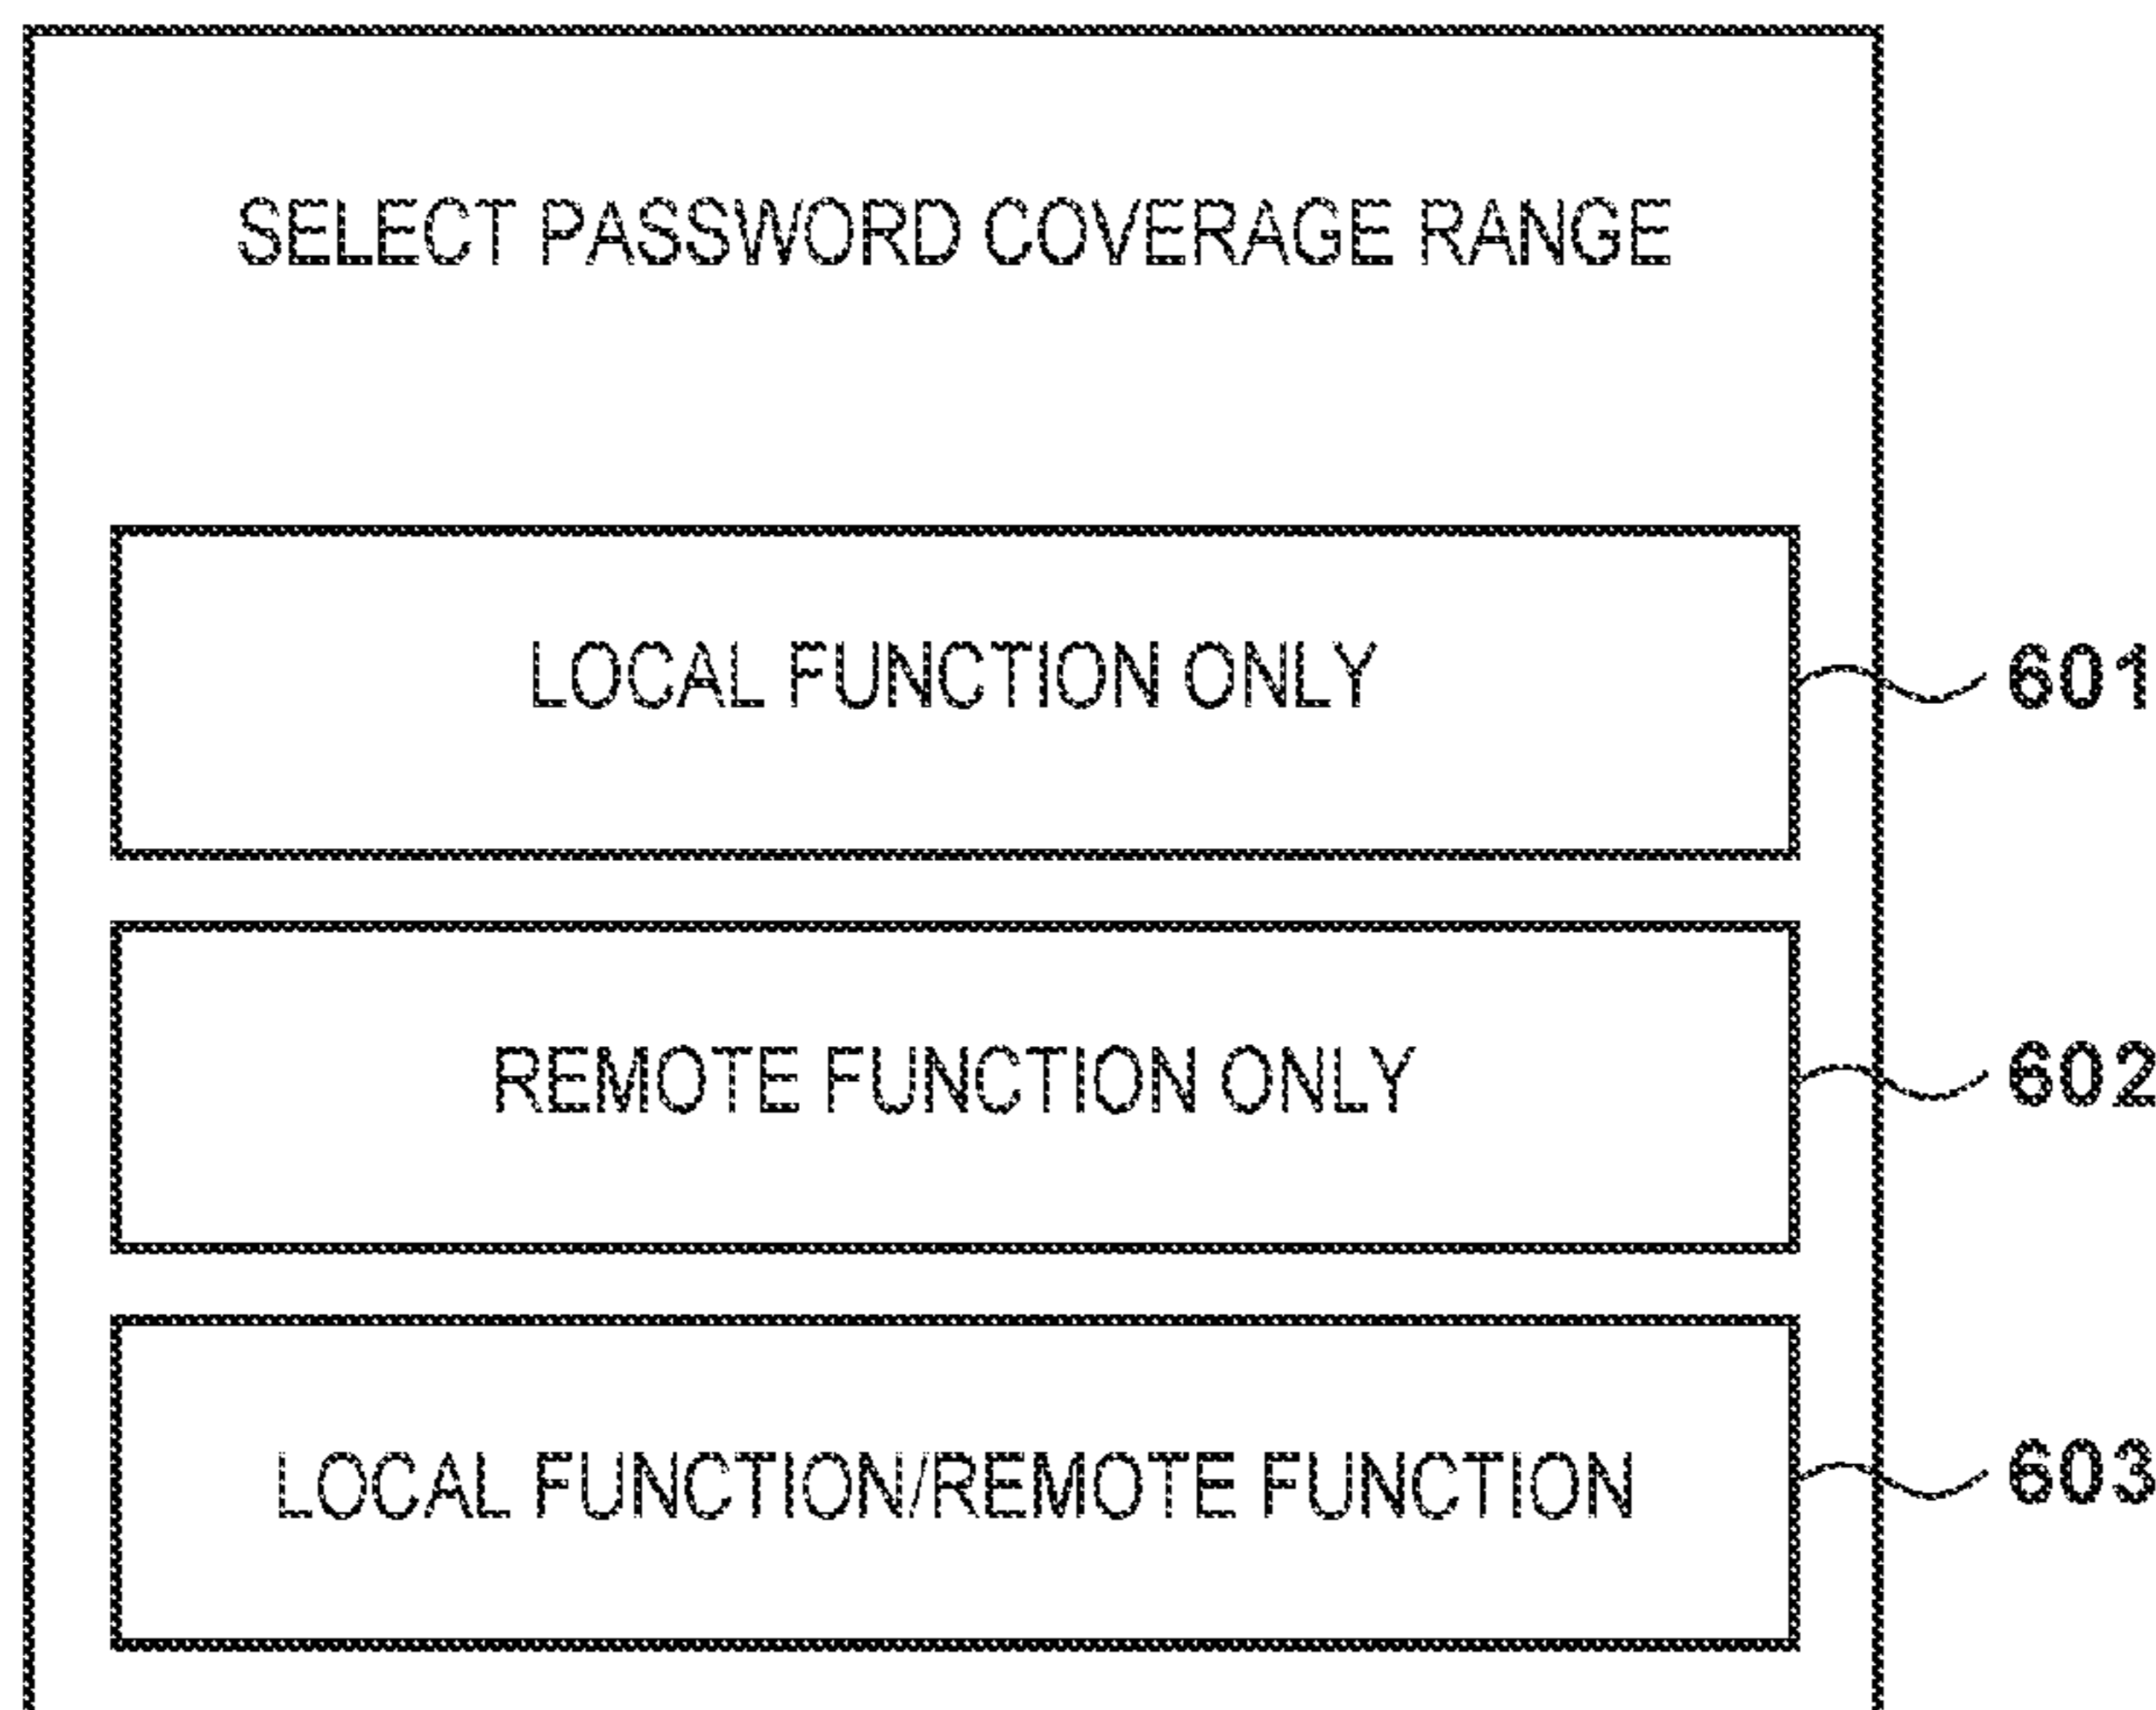 SELECT PASSWORD COVERAGE RANGE
LOCAL FUNCTION ONLY
601
REMOTE FUNCTION ONLY
602
LOCAL FUNCTION/REMOTE FUNCTION
603